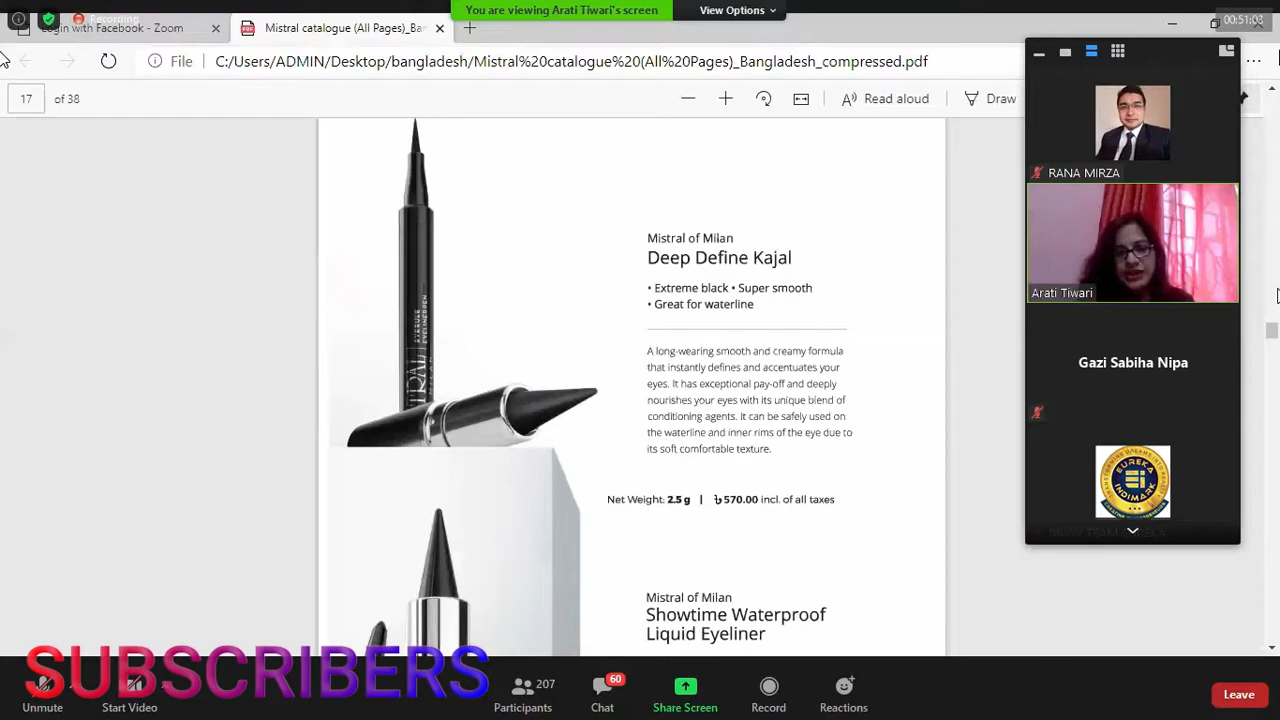 You are viewing Arati Tiwari's screen
View Options
Recording
00:51:03
Login with Facebook - Zoom
Mistral catalogue (All Pages)_Ba
File
C:/Users/ADMIN/Desktop/bangladesh/Mistral%20catalogue%20(All%20Pages)_Bangladesh_compressed.pdf
17
of 38
Read aloud
Draw
RANA MIRZA
Arati Tiwari
Gazi Sabiha Nipa
EUREKA
INDIMARK
EYELINERPEN
Mistral of Milan
Deep Define Kajal
• Extreme black • Super smooth
• Great for waterline
A long-wearing smooth and creamy formula
that instantly defines and accentuates your
eyes. It has exceptional pay-off and deeply
nourishes your eyes with its unique blend of
conditioning agents. It can be safely used on
the waterline and inner rims of the eye due to
its soft comfortable texture.
Net Weight: 2.5 g | ৳ 570.00 incl. of all taxes
Mistral of Milan
Showtime Waterproof
Liquid Eyeliner
SUBSCRIBERS
Unmute
Start Video
207
Participants
60
Chat
Share Screen
Record
Reactions
Leave